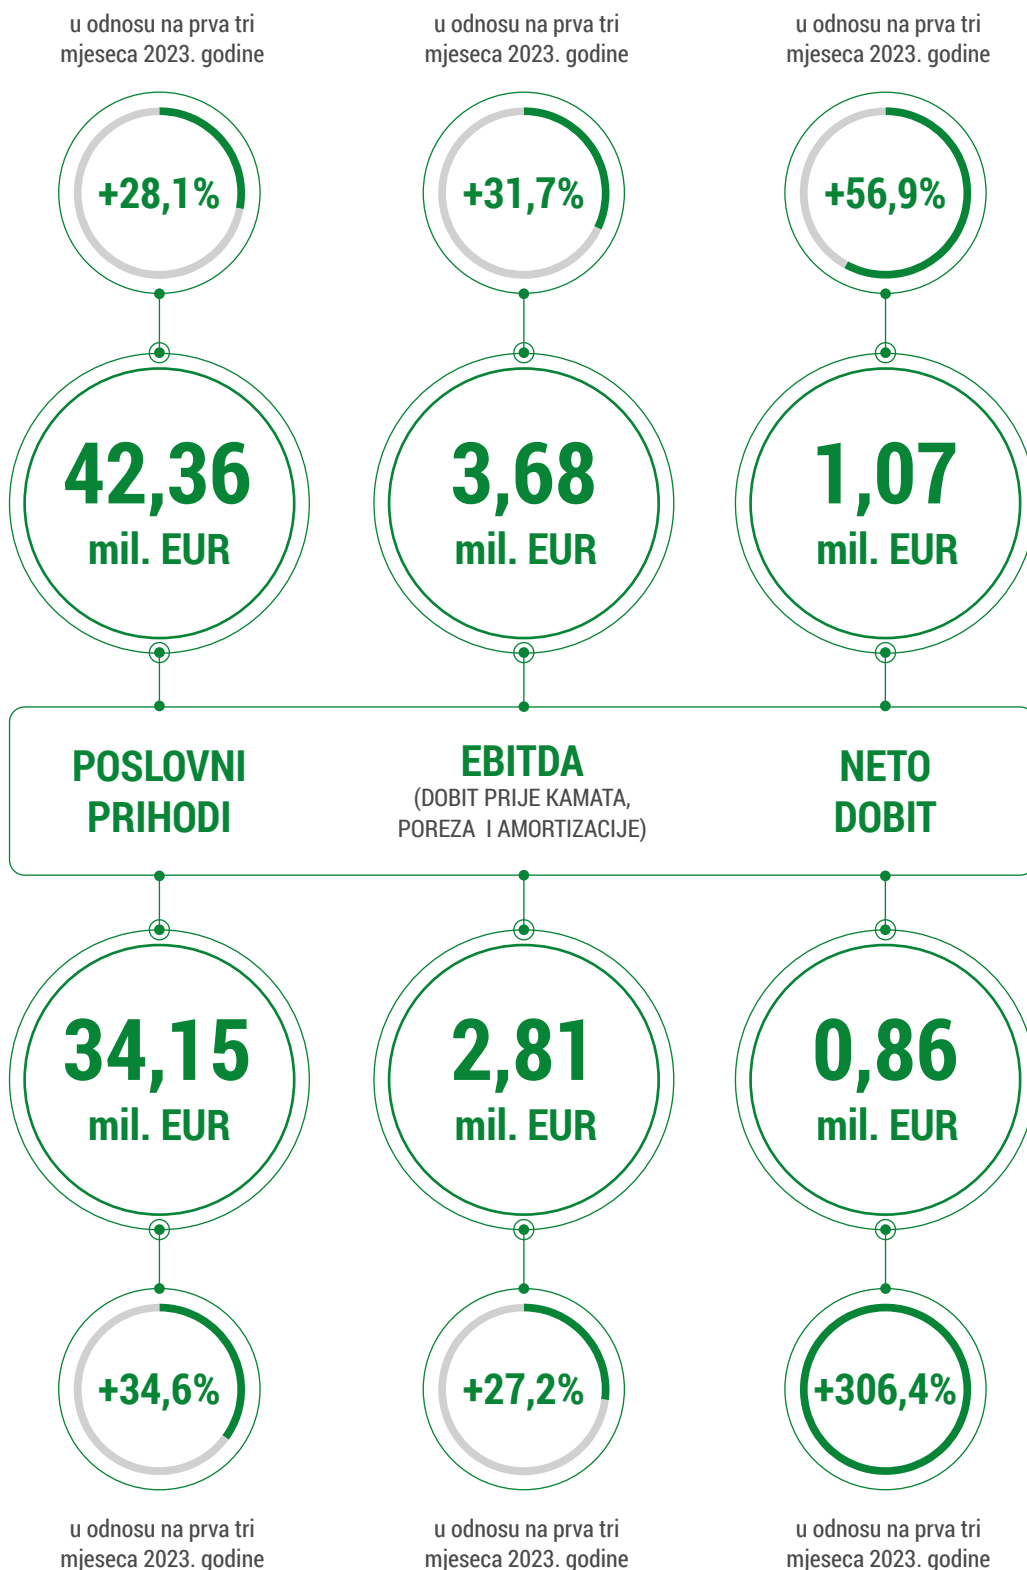 u odnosu na prva tri
mjeseca 2023. godine
u odnosu na prva tri
mjeseca 2023. godine
u odnosu na prva tri
mjeseca 2023. godine
+28,1%
+31,7%
+56,9%
42,36
mil. EUR
3,68
mil. EUR
1,07
mil. EUR
POSLOVNI
PRIHODI
EBITDA
(DOBIT PRIJE KAMATA,
POREZA I AMORTIZACIJE)
NETO
DOBIT
34,15
mil. EUR
2,81
mil. EUR
0,86
mil. EUR
+34,6%
+27,2%
+306,4%
u odnosu na prva tri
mjeseca 2023. godine
u odnosu na prva tri
mjeseca 2023. godine
u odnosu na prva tri
mjeseca 2023. godine